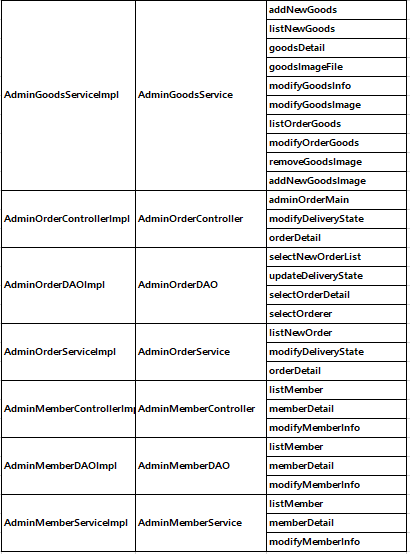 addNewGoods
listNewGoods
goodsDetail
goodsImageFile
AdminGoodsServiceImpl AdminGoodsService modifyGoodsInfo
modifyGoodsImage
listOrderGoods
modifyOrderGoods
removeGoodsImage
addNewGoodsImage
adminOrderMain
AdminOrderControllerImpl AdminOrderController modifyDeliveryState
orderDetail
selectNewOrderList
AdminOrderDAOImpl AdminOrderDAO updateDeliveryState
selectOrderDetail
selectOrderer
listNewOrder
AdminOrderServiceImpl AdminOrderService modifyDeliveryState
orderDetail
listMember
AdminMemberControllerImp AdminMemberController memberDetail
modifyMemberInfo
listMember
AdminMemberDAOImpl AdminMemberDAO memberDetail
modifyMemberInfo
listMember
AdminMemberServiceImpl AdminMemberService memberDetail
modifyMemberInfo